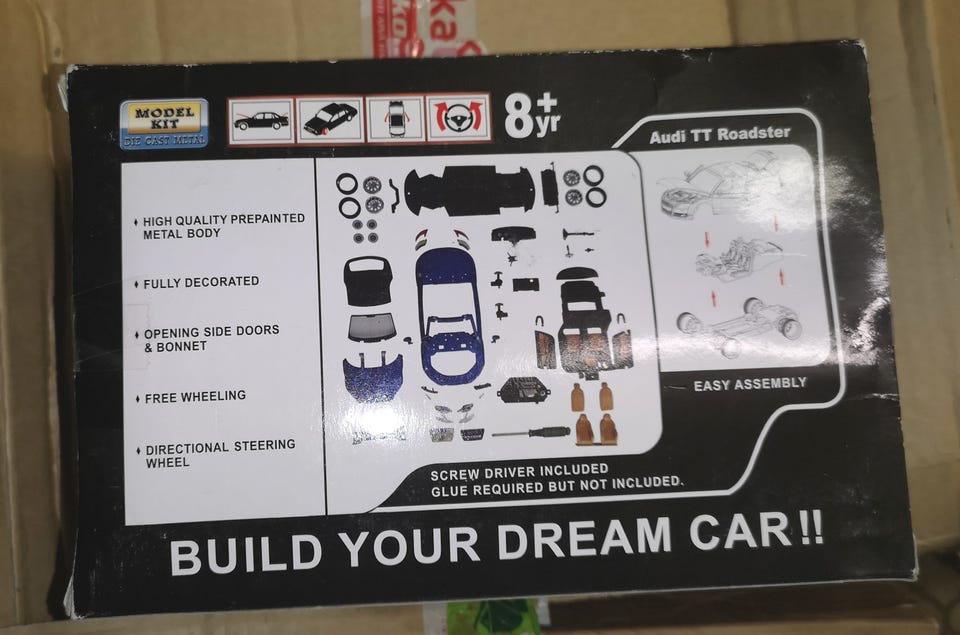 ka
ko
MODEL
KIT
DIE CAST METAL
8+
yr
Audi TT Roadster
♦ HIGH QUALITY PREPAINTED
METAL BODY
♦ FULLY DECORATED
♦ OPENING SIDE DOORS
& BONNET
♦ FREE WHEELING
♦ DIRECTIONAL STEERING
WHEEL
EASY ASSEMBLY
SCREW DRIVER INCLUDED
GLUE REQUIRED BUT NOT INCLUDED.
BUILD YOUR DREAM CAR!!